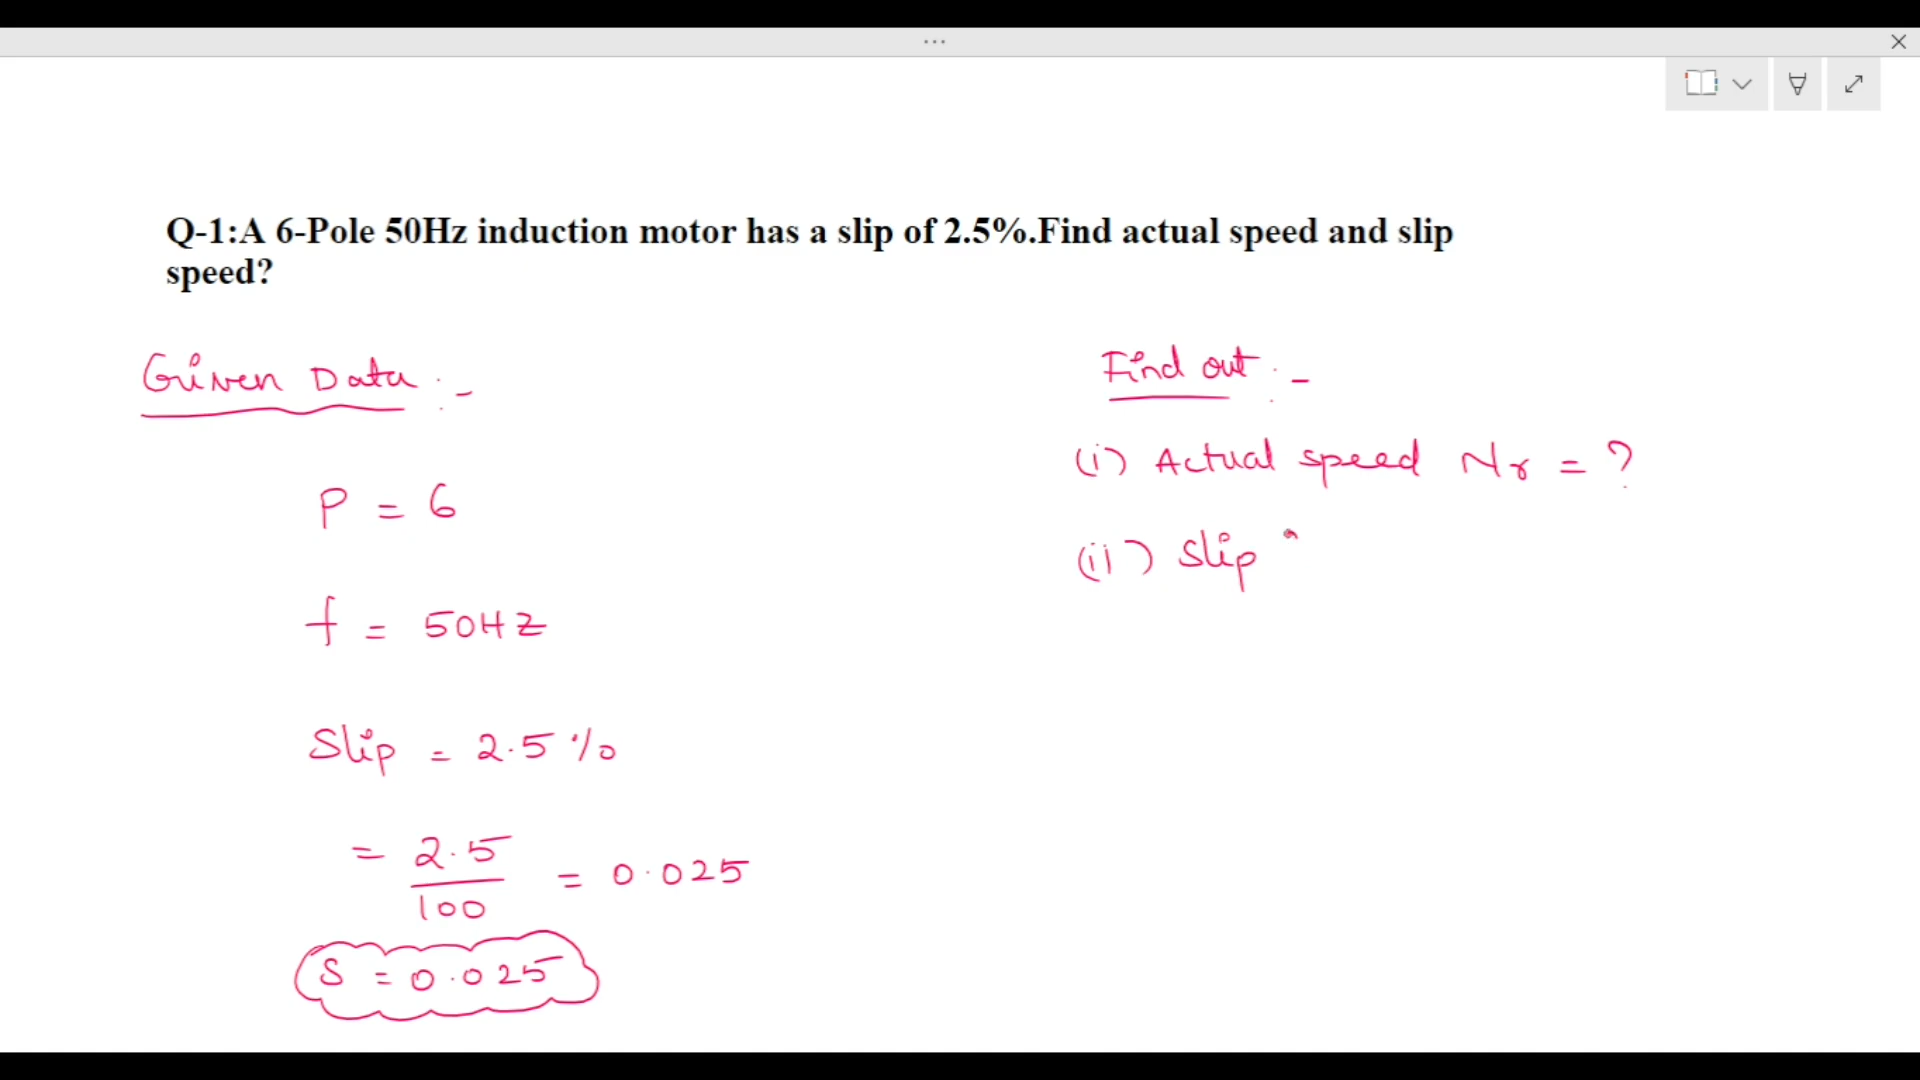 Q-1:A 6-Pole 50Hz induction motor has a slip of 2.5%.Find actual speed and slip
speed?
Given Data :-
P = 6
f = 50HZ
Slip = 2.5 %
= 2.5/100 = 0.025
S = 0.025
Find out :-
(i) Actual speed Nr = ?
(ii) Slip